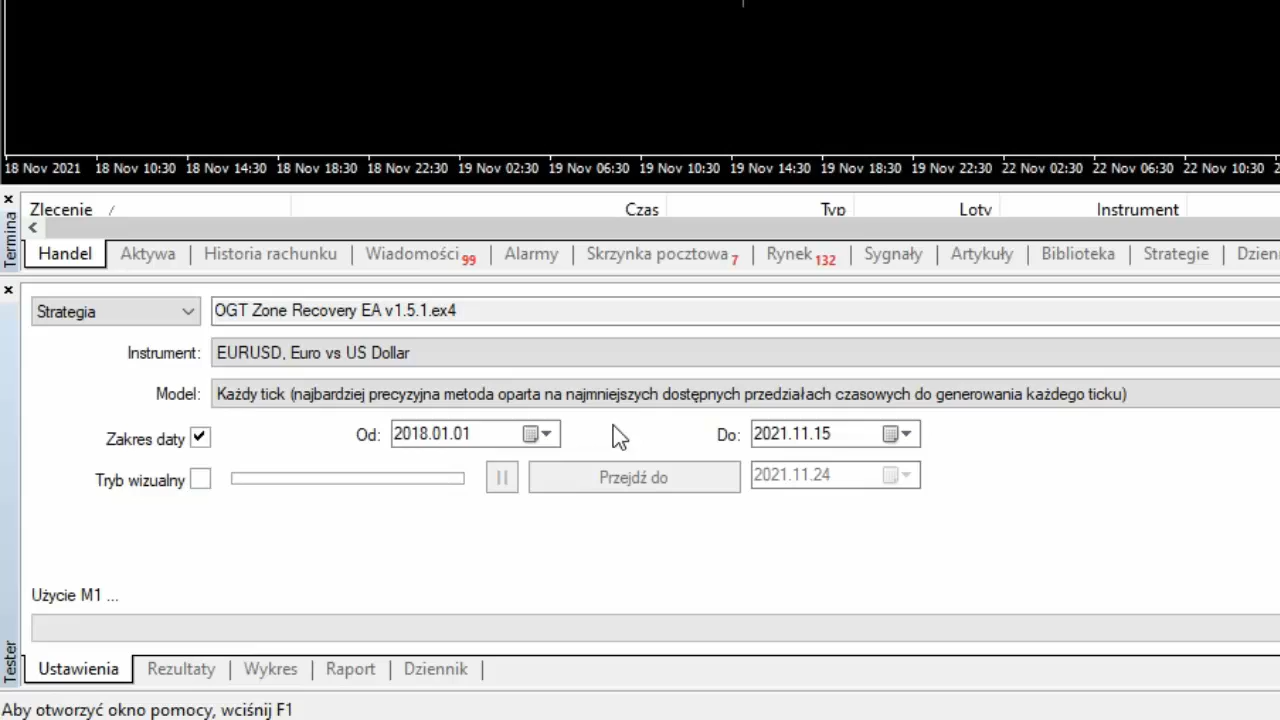 18 Nov 2021 18 Nov 10:30 18 Nov 14:30 18 Nov 18:30 18 Nov 22:30 19 Nov 02:30 19 Nov 06:30 19 Nov 10:30 19 Nov 14:30 19 Nov 18:30 19 Nov 22:30 22 Nov 02:30 22 Nov 06:30 22 Nov 10:30 2
Zlecenie / Czas Typ Loty Instrument
Termina
Handel Aktywa Historia rachunku Wiadomości 99 Alarmy Skrzynka pocztowa 7 Rynek 132 Sygnały Artykuły Biblioteka Strategie Dzien
Strategia OGT Zone Recovery EA v1.5.1.ex4
Instrument: EURUSD, Euro vs US Dollar
Model: Każdy tick (najbardziej precyzyjna metoda oparta na najmniejszych dostępnych przedziałach czasowych do generowania każdego ticku)
Zakres daty Od: 2018.01.01 Do: 2021.11.15
Tryb wizualny Przejdź do 2021.11.24
Użycie M1 ...
Tester
Ustawienia Rezultaty Wykres Raport Dziennik
Aby otworzyć okno pomocy, wciśnij F1